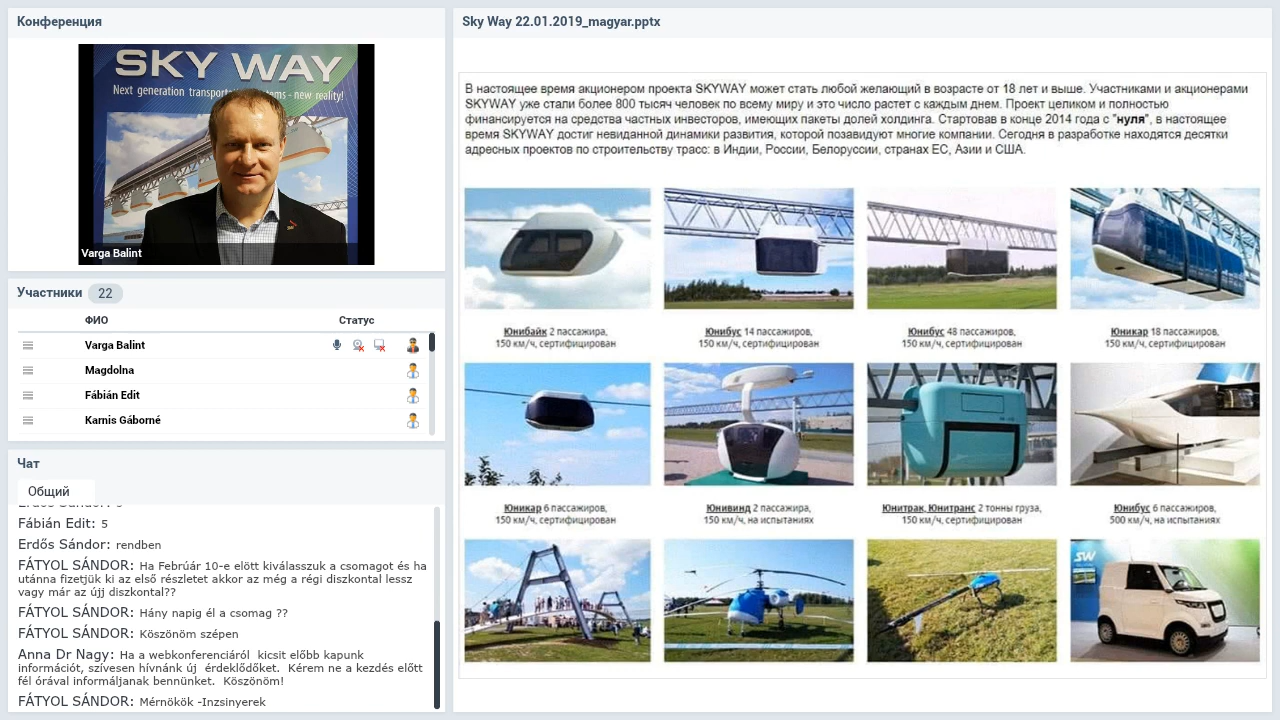 Конференция
SKY WAY
Next generation transportation systems - new reality!
Varga Balint
Участники 22
ФИО Статус
Varga Balint
Magdolna
Fábián Edit
Karnis Gáborné
Чат
Общий
Fábián Edit: 5
Erdős Sándor: rendben
FÁTYOL SÁNDOR: Ha Február 10-e elött kiválasszuk a csomagot és ha
utánna fizetjük ki az első részletet akkor az még a régi diszkontal lessz
vagy már az újj diszkontal??
FÁTYOL SÁNDOR: Hány napig él a csomag ??
FÁTYOL SÁNDOR: Köszönöm szépen
Anna Dr Nagy: Ha a webkonferenciáról kicsit előbb kapunk
információt, szívesen hívnánk új érdeklődőket. Kérem ne a kezdés előtt
fél órával informáljanak bennünket. Köszönöm!
FÁTYOL SÁNDOR: Mérnökök -Inzsinyerek
Sky Way 22.01.2019_magyar.pptx
В настоящее время акционером проекта SKYWAY может стать любой желающий в возрасте от 18 лет и выше. Участниками и акционерами
SKYWAY уже стали более 800 тысяч человек по всему миру и это число растет с каждым днем. Проект целиком и полностью
финансируется на средства частных инвесторов, имеющих пакеты долей холдинга. Стартовав в конце 2014 года с "нуля", в настоящее
время SKYWAY достиг невиданной динамики развития, которой позавидуют многие компании. Сегодня в разработке находятся десятки
адресных проектов по строительству трасс: в Индии, России, Белоруссии, странах ЕС, Азии и США.
Юнибайк 2 пассажира,
150 км/ч, сертифицирован
Юнибус 14 пассажиров,
150 км/ч, сертифицирован
Юнибус 48 пассажиров,
150 км/ч, сертифицирован
Юникар 18 пассажиров,
150 км/ч, сертифицирован
Юникар 6 пассажиров,
150 км/ч, сертифицирован
Юнивинд 2 пассажира,
150 км/ч, на испытаниях
Юнитрак, Юнитранс 2 тонны груза,
150 км/ч, сертифицирован
Юнибус 6 пассажиров,
500 км/ч, на испытаниях
SW